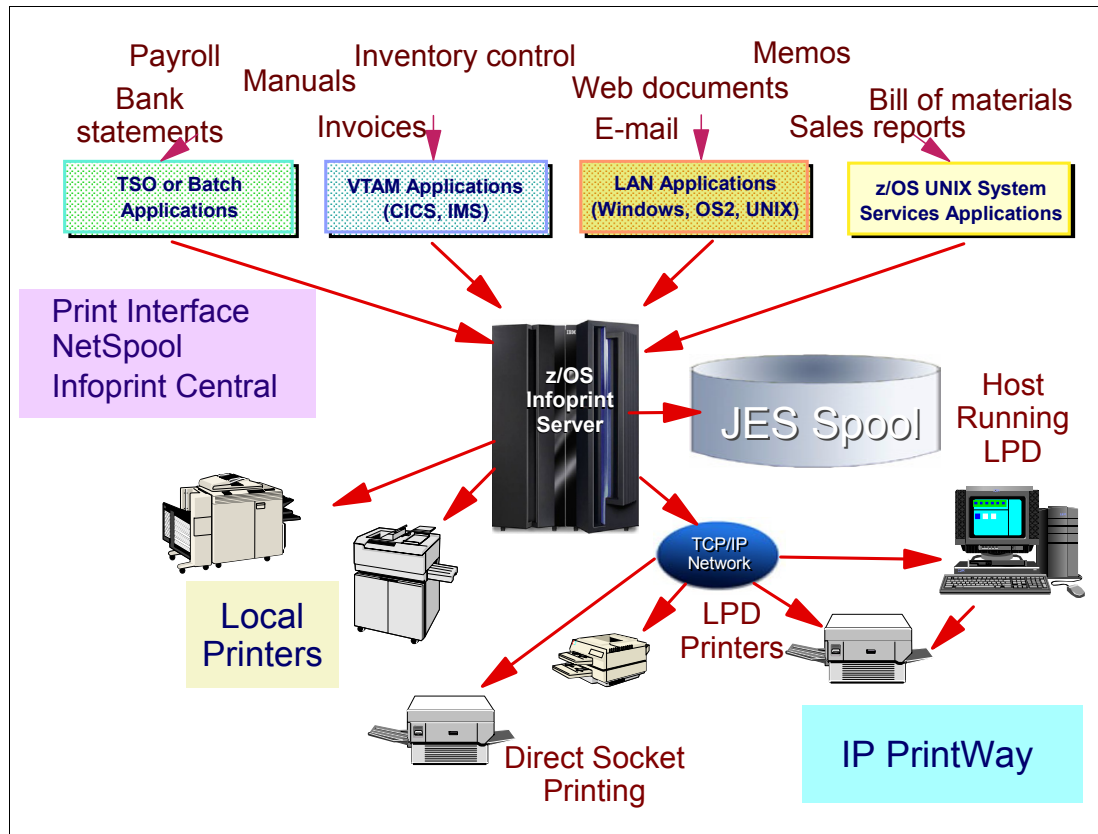 Payroll
Inventory control
Memos
Manuals
Web documents
Bank
statements
Invoices
E-mail
Bill of materials
Sales reports
TSO or Batch
Applications
VTAM Applications
(CICS, IMS)
LAN Applications
(Windows, OS2, UNIX)
z/OS UNIX System
Services Applications
Print Interface
NetSpool
Infoprint Central
IBM
z/OS
Infoprint
Server
JES Spool
Host
Running
LPD
TCP/IP
Network
Local
Printers
LPD
Printers
Direct Socket
Printing
IP PrintWay